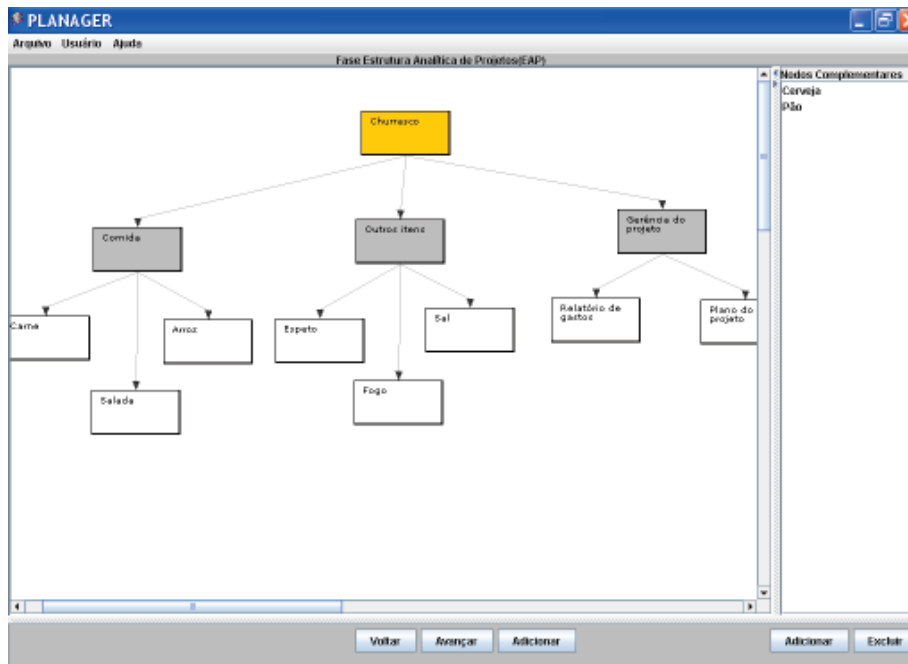 PLANAGER
Arquivo Usuário Ajuda
Fase Estrutura Analítica de Projetos(EAP)
Nodos Complementares
Cerveja
Pão
Churrasco
Comida
Outros itens
Gerência do
projeto
Carne
Arroz
Espeto
Sal
Relatório de
gastos
Plano do
projeto
Salada
Fogo
Voltar
Avançar
Adicionar
Adicionar
Excluir